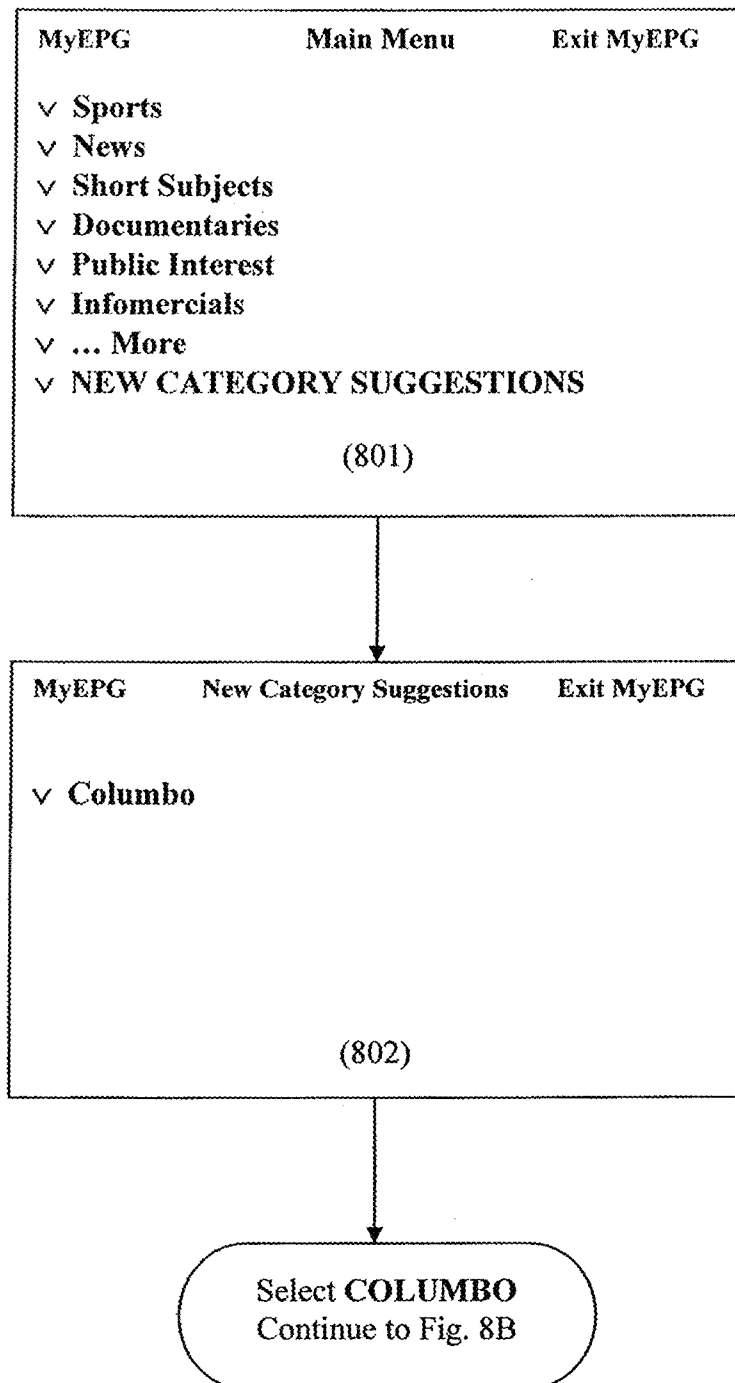 MyEPG Main Menu Exit MyEPG
v Sports
v News
v Short Subjects
v Documentaries
v Public Interest
v Infomercials
v ... More
v NEW CATEGORY SUGGESTIONS
(801)
MyEPG New Category Suggestions Exit MyEPG
v Columbo
(802)
Select COLUMBO
Continue to Fig. 8B